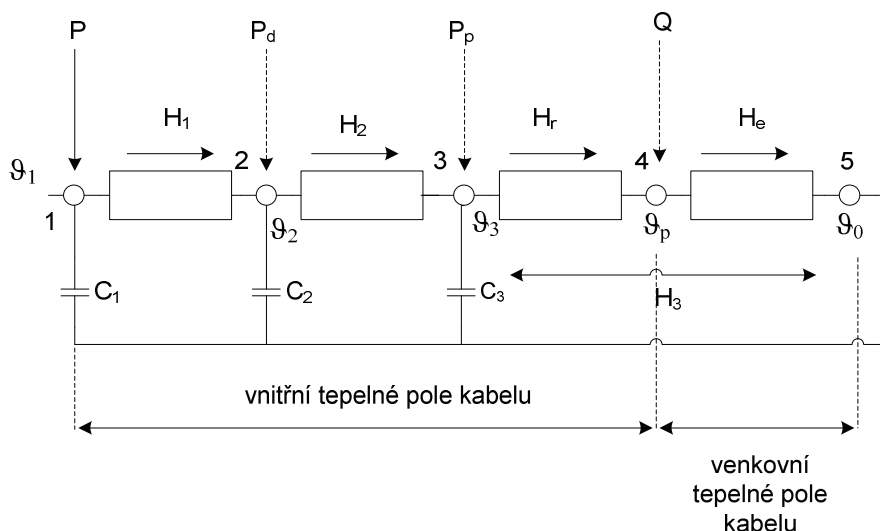 P
P_d
P_p
Q
H_1
H_2
H_r
H_e
2
3
4
5
ϑ_1
1
ϑ_2
ϑ_3
ϑ_p
ϑ_0
C_1
C_2
C_3
H_3
vnitřní tepelné pole kabelu
venkovní
tepelné pole
kabelu